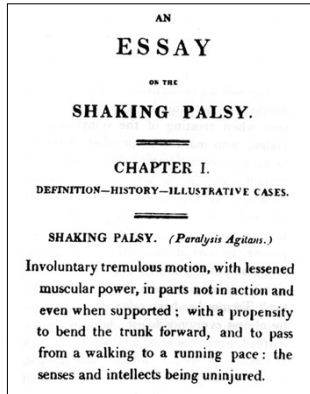 AN
ESSAY
ON THE
SHAKING PALSY.
CHAPTER I.
DEFINITION—HISTORY—ILLUSTRATIVE CASES.
SHAKING PALSY. (Paralysis Agitans.)
Involuntary tremulous motion, with lessened
muscular power, in parts not in action and
even when supported; with a propensity
to bend the trunk forward, and to pass
from a walking to a running pace: the
senses and intellects being uninjured.